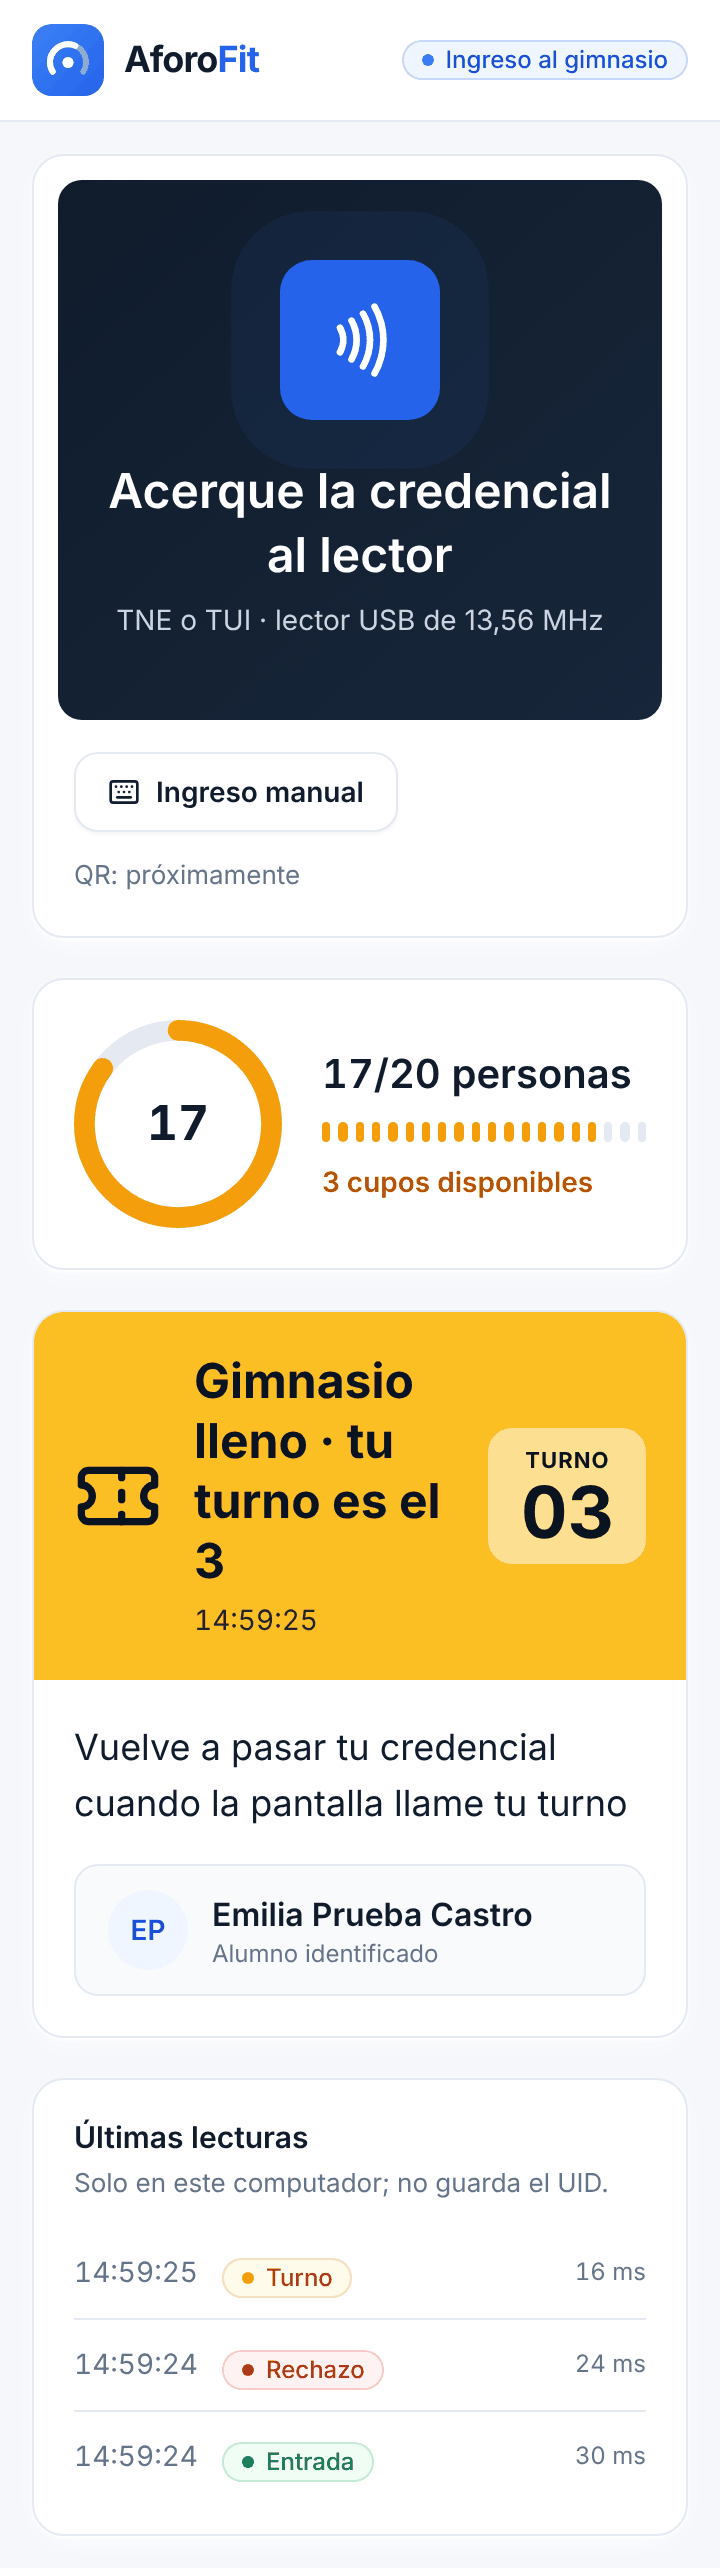 AforoFit
Ingreso al gimnasio
Acerque la credencial
al lector
TNE o TUI · lector USB de 13,56 MHz
Ingreso manual
QR: próximamente
17
17/20 personas
3 cupos disponibles
Gimnasio
lleno · tu
turno es el
3
14:59:25
TURNO
03
Vuelve a pasar tu credencial
cuando la pantalla llame tu turno
EP
Emilia Prueba Castro
Alumno identificado
Últimas lecturas
Solo en este computador; no guarda el UID.
14:59:25 Turno 16 ms
14:59:24 Rechazo 24 ms
14:59:24 Entrada 30 ms